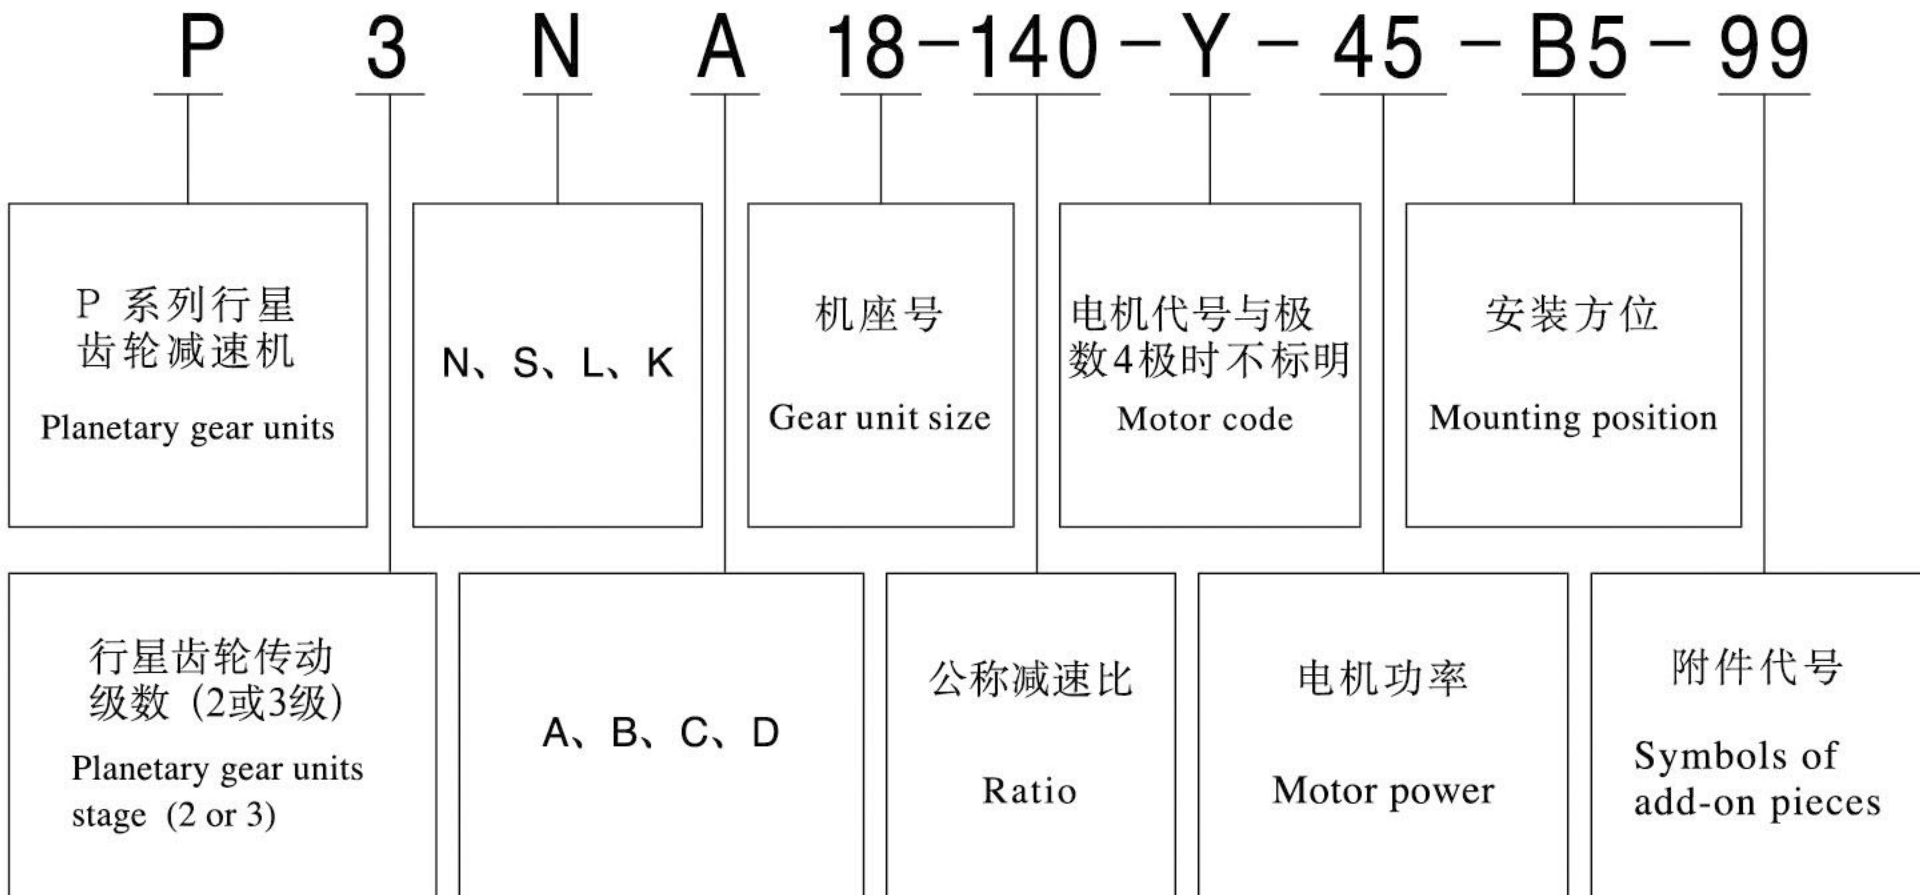 P 3 N A 18-140-Y-45-B5-99
P 系列行星
齿轮减速机
Planetary gear units
N、S、L、K
机座号
Gear unit size
电机代号与极
数4极时不标明
Motor code
安装方位
Mounting position
行星齿轮传动
级数 (2或3级)
Planetary gear units
stage (2 or 3)
A、B、C、D
公称减速比
Ratio
电机功率
Motor power
附件代号
Symbols of
add-on pieces